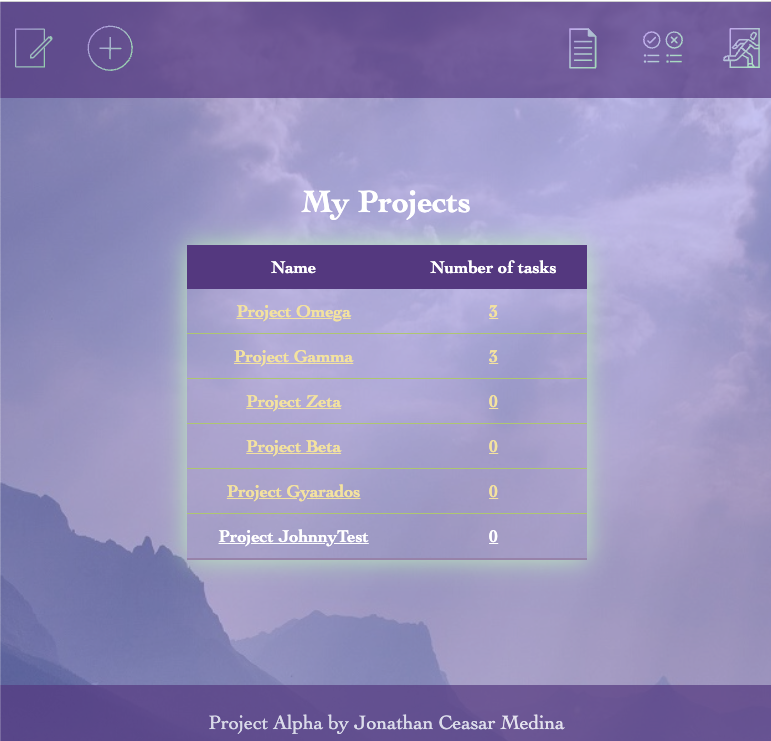 My Projects
Name Number of tasks
Project Omega 3
Project Gamma 3
Project Zeta 0
Project Beta 0
Project Gyarados 0
Project JohnnyTest 0
Project Alpha by Jonathan Ceasar Medina